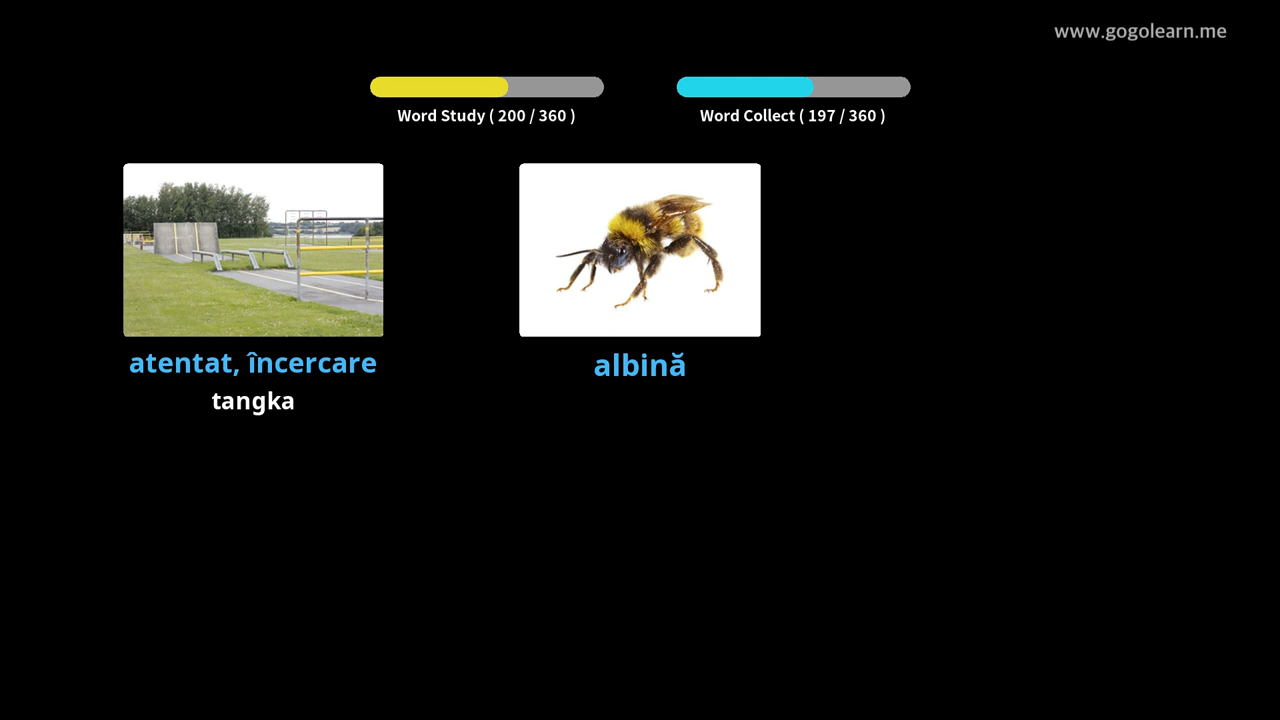 www.gogolearn.me
Word Study ( 200 / 360 )
Word Collect ( 197 / 360 )
atentat, încercare
tangka
albină